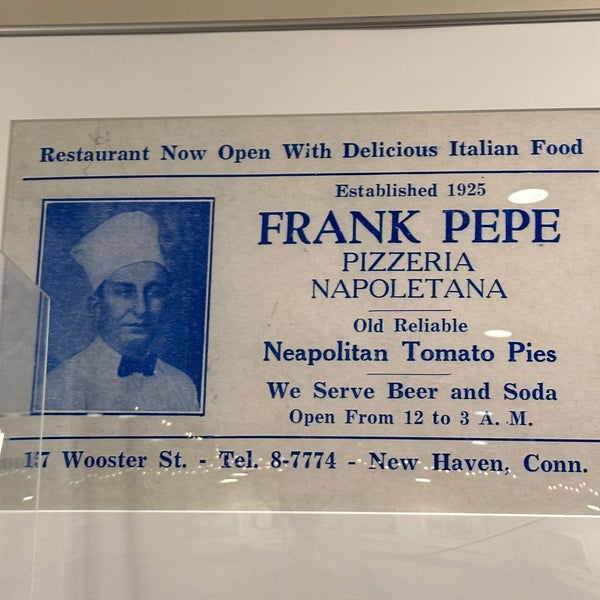 Restaurant Now Open With Delicious Italian Food
Established 1925
FRANK PEPE
PIZZERIA
NAPOLETANA
Old Reliable
Neapolitan Tomato Pies
We Serve Beer and Soda
Open From 12 to 3 A. M.
157 Wooster St. - Tel. 8-7774 - New Haven, Conn.